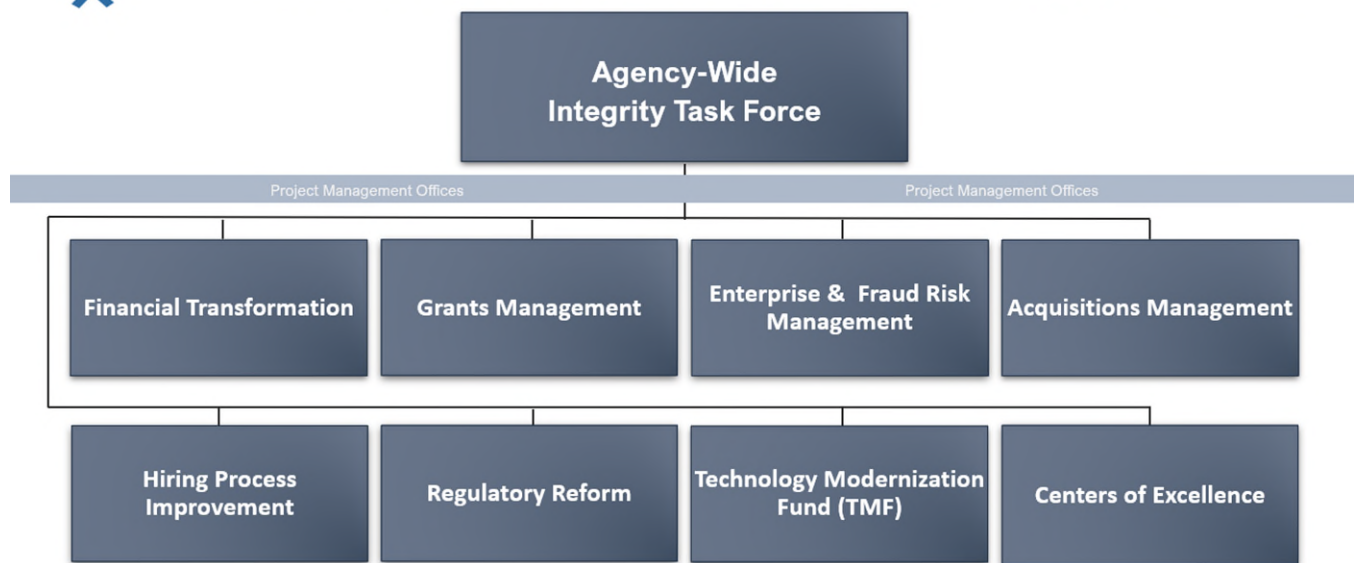 Agency-Wide
Integrity Task Force
Project Management Offices
Project Management Offices
Financial Transformation
Grants Management
Enterprise & Fraud Risk
Management
Acquisitions Management
Hiring Process
Improvement
Regulatory Reform
Technology Modernization
Fund (TMF)
Centers of Excellence